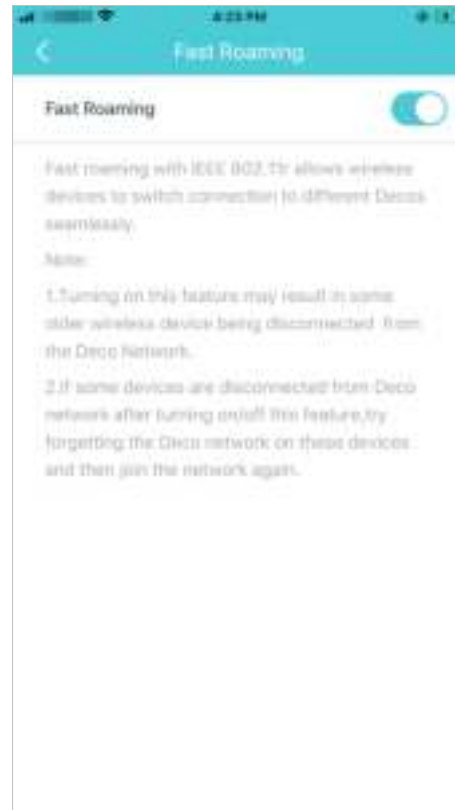 4:23 PM
Fast Roaming
Fast Roaming
Fast roaming with IEEE 802.11r allows wireless
devices to switch connection to different Decos
seamlessly.
Note:
1.Turning on this feature may result in some
older wireless device being disconnected from
the Deco Network.
2.If some devices are disconnected from Deco
network after turning on/off this feature,try
forgetting the Deco network on these devices
and then join the network again.